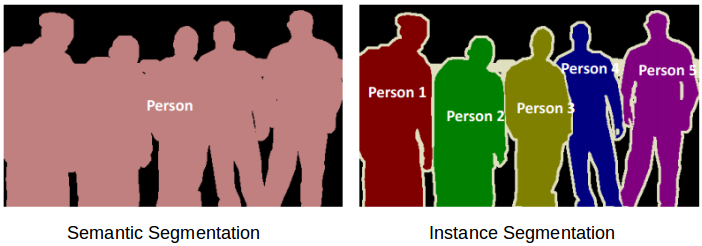 Person
Person 1
Person 2
Person 3
Person 4
Person 5
Semantic Segmentation
Instance Segmentation